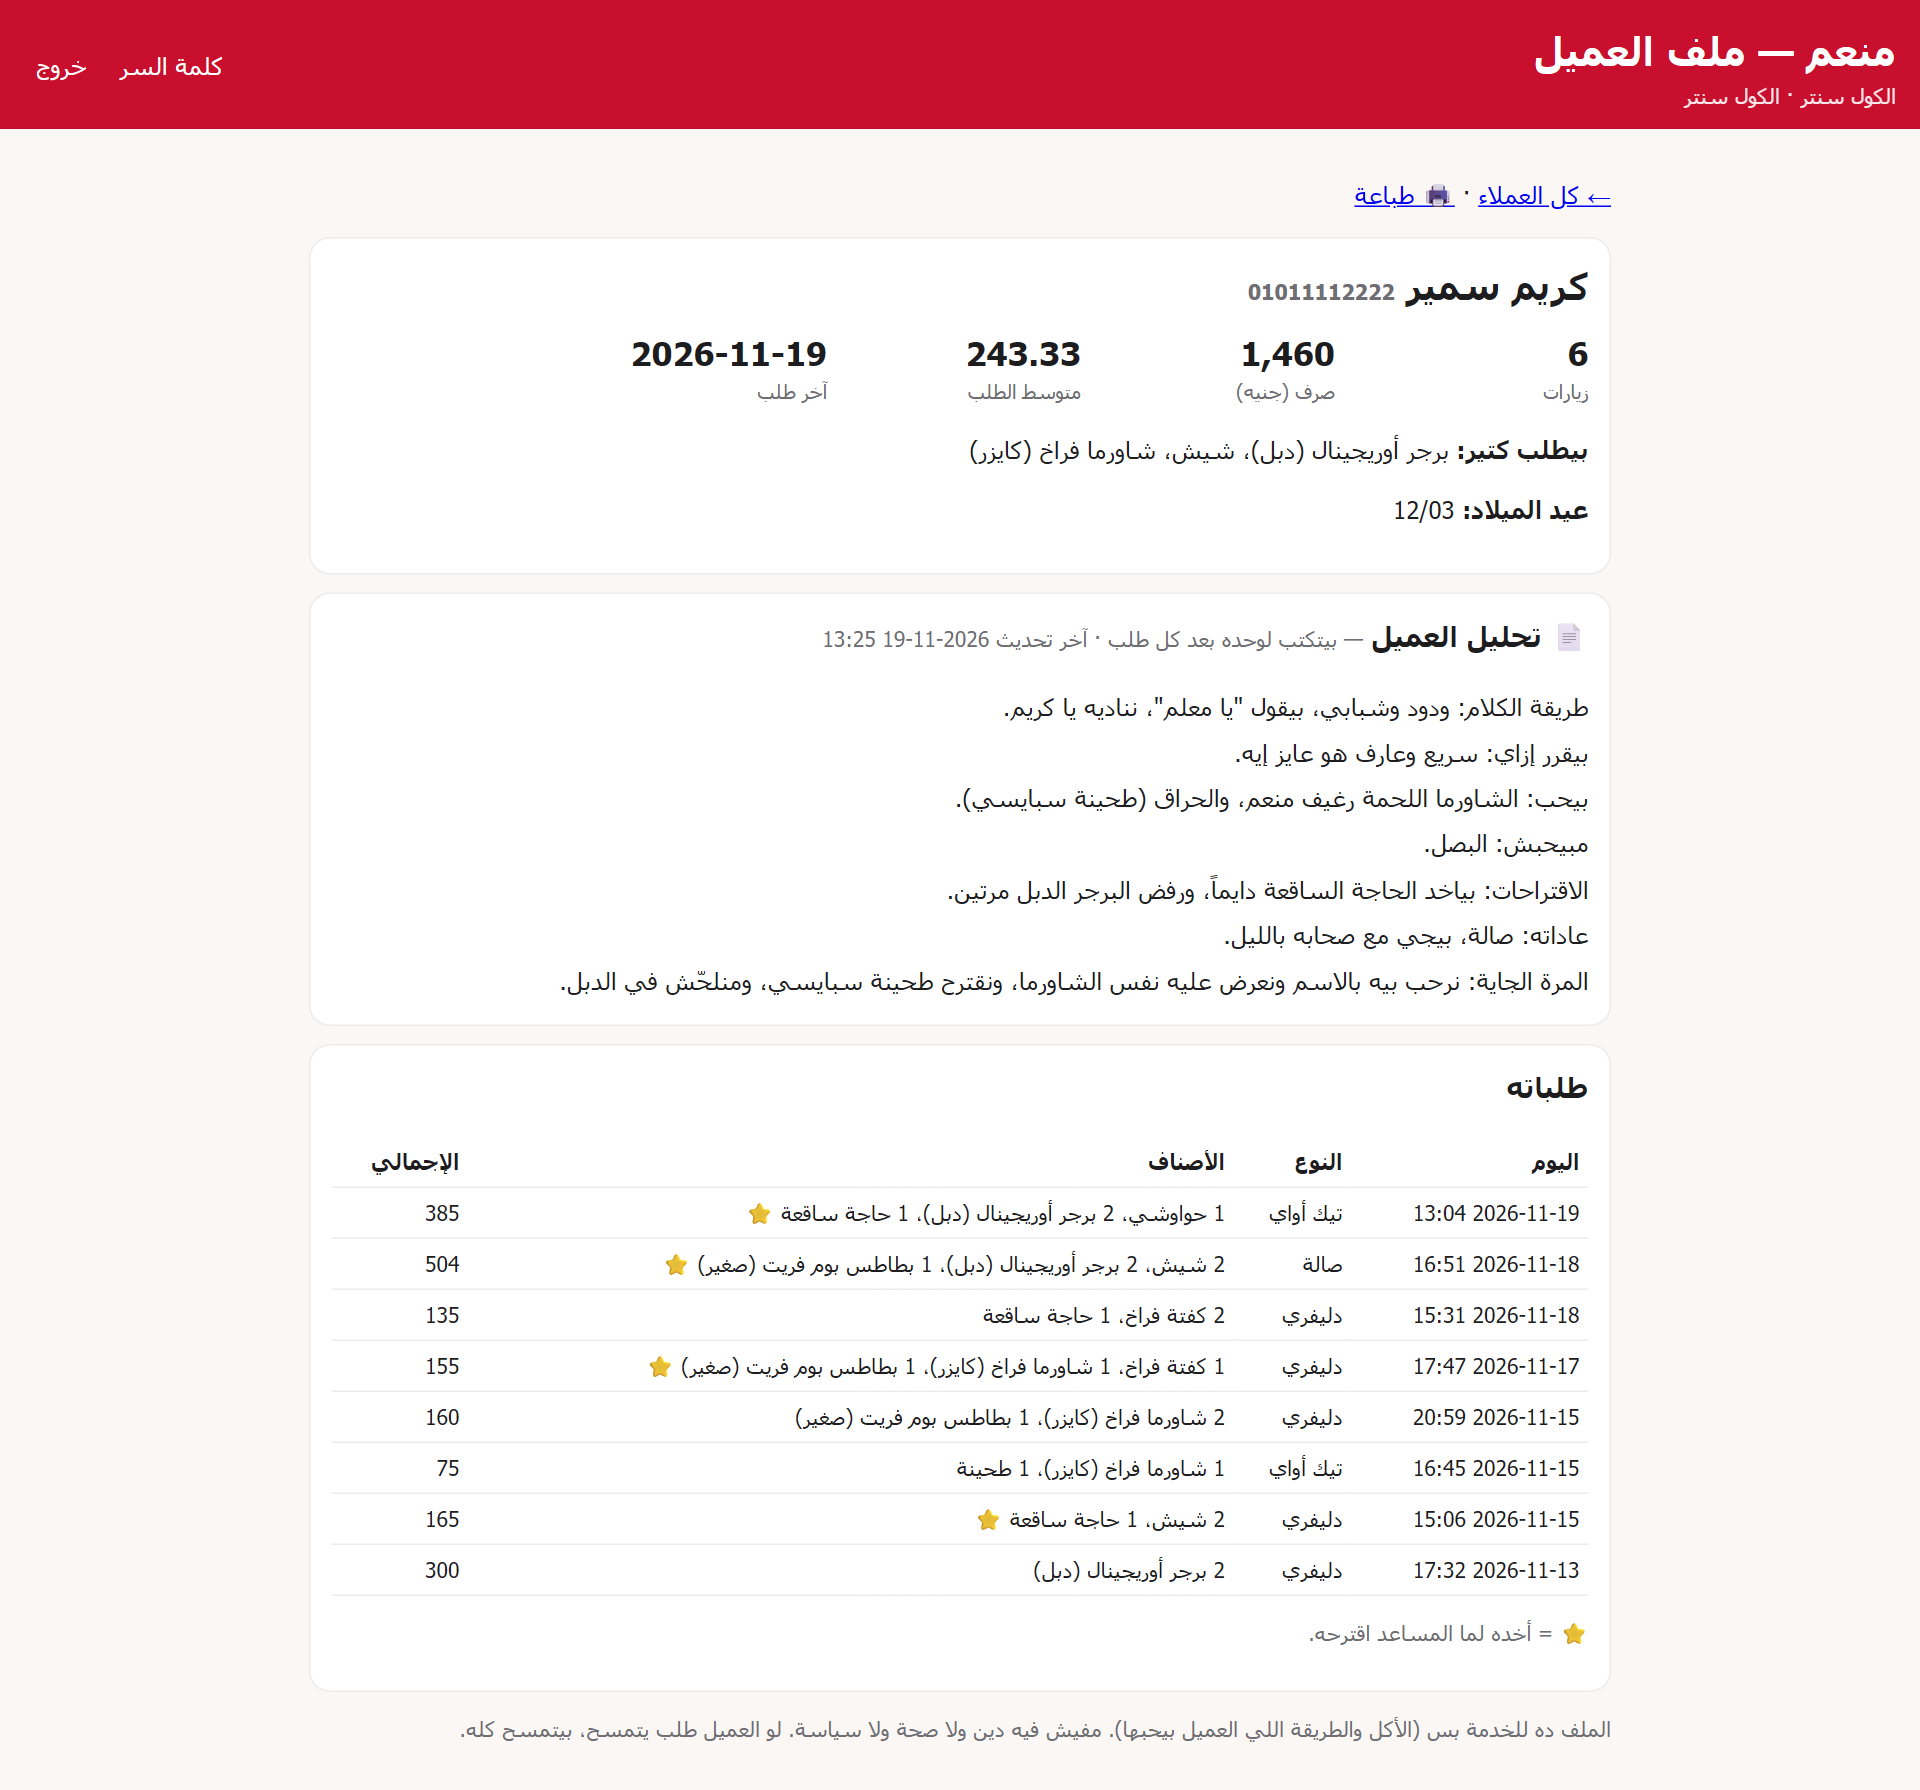 منعم — ملف العميل
الكول سنتر · الكول سنتر
كلمة السر
خروج
← كل العملاء · طباعة
كريم سمير 01011112222
6
زيارات
1,460
صرف (جنيه)
243.33
متوسط الطلب
2026-11-19
آخر طلب
بيطلب كتير: برجر أوريجينال (دبل)، شيش، شاورما فراخ (كايزر)
عيد الميلاد: 12/03
تحليل العميل — بيتكتب لوحده بعد كل طلب · آخر تحديث 2026-11-19 13:25
طريقة الكلام: ودود وشبابي، بيقول "يا معلم"، نناديه يا كريم.
بيقرر إزاي: سريع وعارف هو عايز إيه.
بيحب: الشاورما اللحمة رغيف منعم، والحراق (طحينة سبايسي).
مبيحبش: البصل.
الاقتراحات: بياخد الحاجة الساقعة دايماً، ورفض البرجر الدبل مرتين.
عاداته: صالة، بيجي مع صحابه بالليل.
المرة الجاية: نرحب بيه بالاسم ونعرض عليه نفس الشاورما، ونقترح طحينة سبايسي، ومنلحّش في الدبل.
طلباته
اليوم النوع الأصناف الإجمالي
2026-11-19 13:04 تيك أواي 1 حواوشي، 2 برجر أوريجينال (دبل)، 1 حاجة ساقعة ⭐ 385
2026-11-18 16:51 صالة 2 شيش، 2 برجر أوريجينال (دبل)، 1 بطاطس بوم فريت (صغير) ⭐ 504
2026-11-18 15:31 دليفري 2 كفتة فراخ، 1 حاجة ساقعة 135
2026-11-17 17:47 دليفري 1 كفتة فراخ، 1 شاورما فراخ (كايزر)، 1 بطاطس بوم فريت (صغير) ⭐ 155
2026-11-15 20:59 دليفري 2 شاورما فراخ (كايزر)، 1 بطاطس بوم فريت (صغير) 160
2026-11-15 16:45 تيك أواي 1 شاورما فراخ (كايزر)، 1 طحينة 75
2026-11-15 15:06 دليفري 2 شيش، 1 حاجة ساقعة ⭐ 165
2026-11-13 17:32 دليفري 2 برجر أوريجينال (دبل) 300
⭐ = أخده لما المساعد اقترحه.
الملف ده للخدمة بس (الأكل والطريقة اللي العميل بيحبها). مفيش فيه دين ولا صحة ولا سياسة. لو العميل طلب يتمسح، بيتمسح كله.